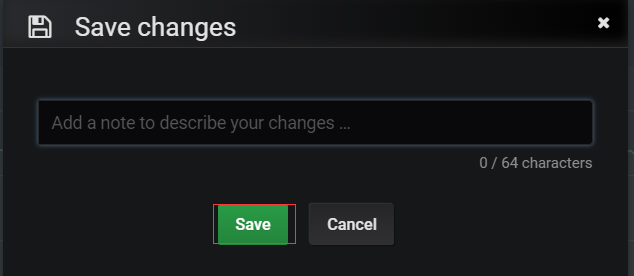 Save changes
Add a note to describe your changes ...
0 / 64 characters
Save
Cancel